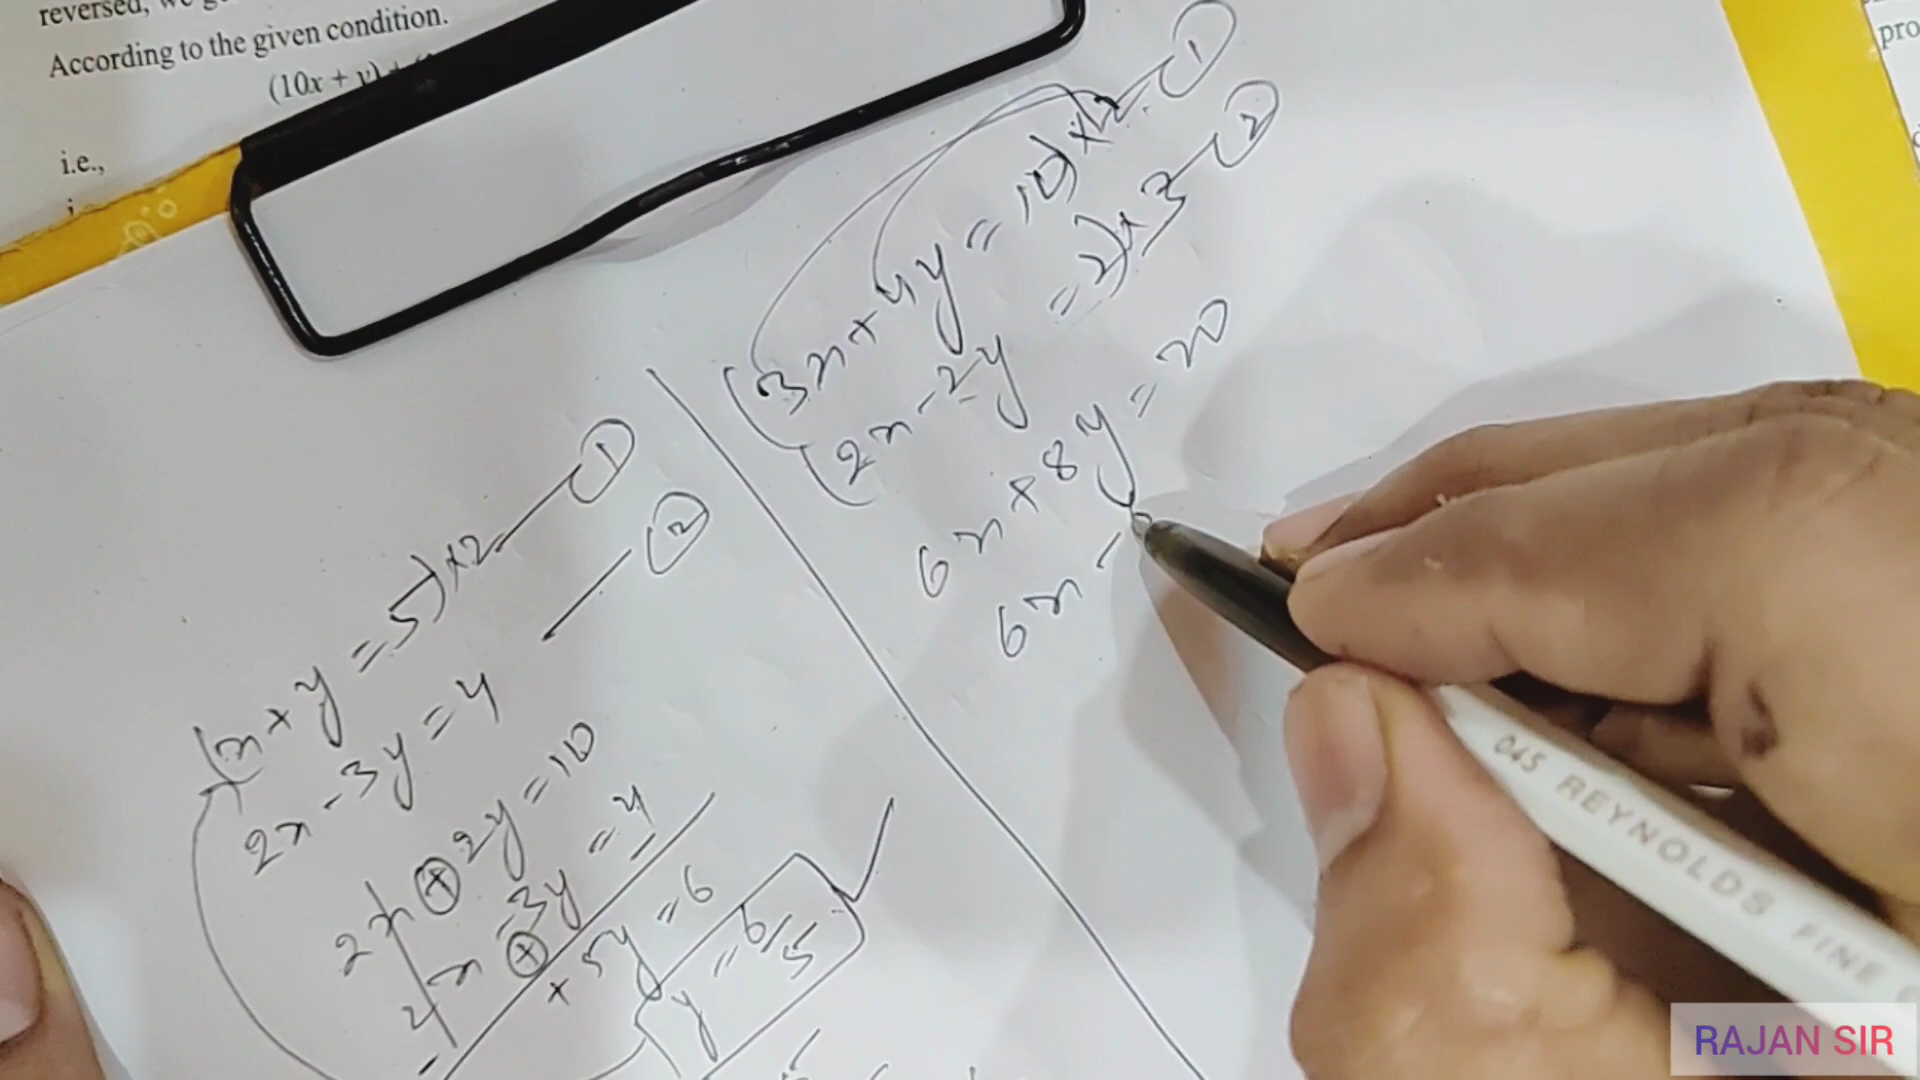 reversed, we
According to the given condition.
(10x + y) +
i.e.,
x + y = 5) × 2 — 1
2x - 3y = 4 — 2
2x + 2y = 10
2x - 3y = 4
- + -
+ 5y = 6
y = 6/5
(3x + 4y = 10) × 2 — 1
(2x - 2y = 2) × 3 — 2
6x + 8y = 20
6x -
pro
045 REYNOLDS FINE
RAJAN SIR